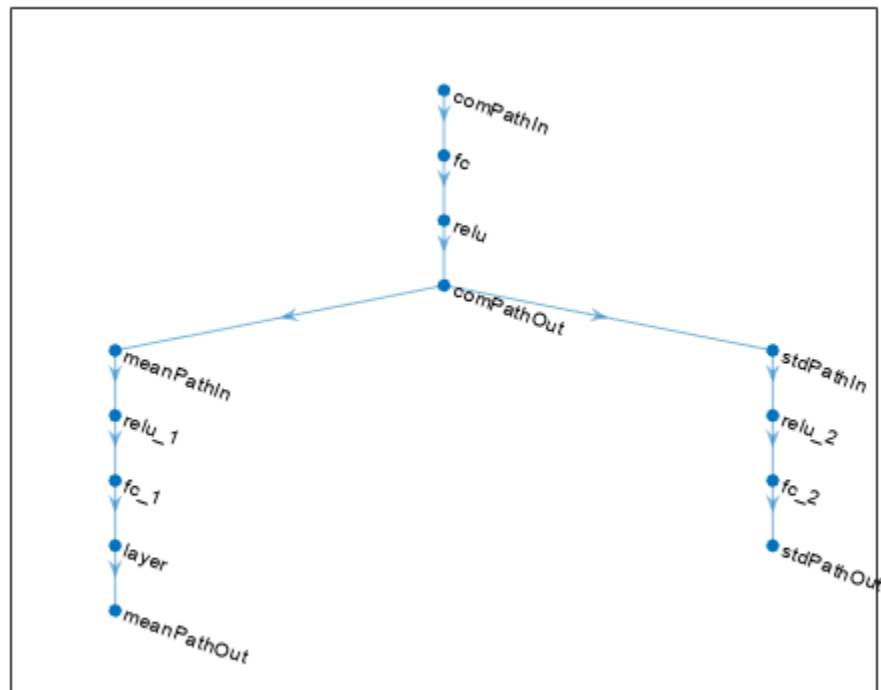 comPathIn
fc
relu
comPathOut
meanPathIn
stdPathIn
relu_1
relu_2
fc_1
fc_2
layer
stdPathOut
meanPathOut